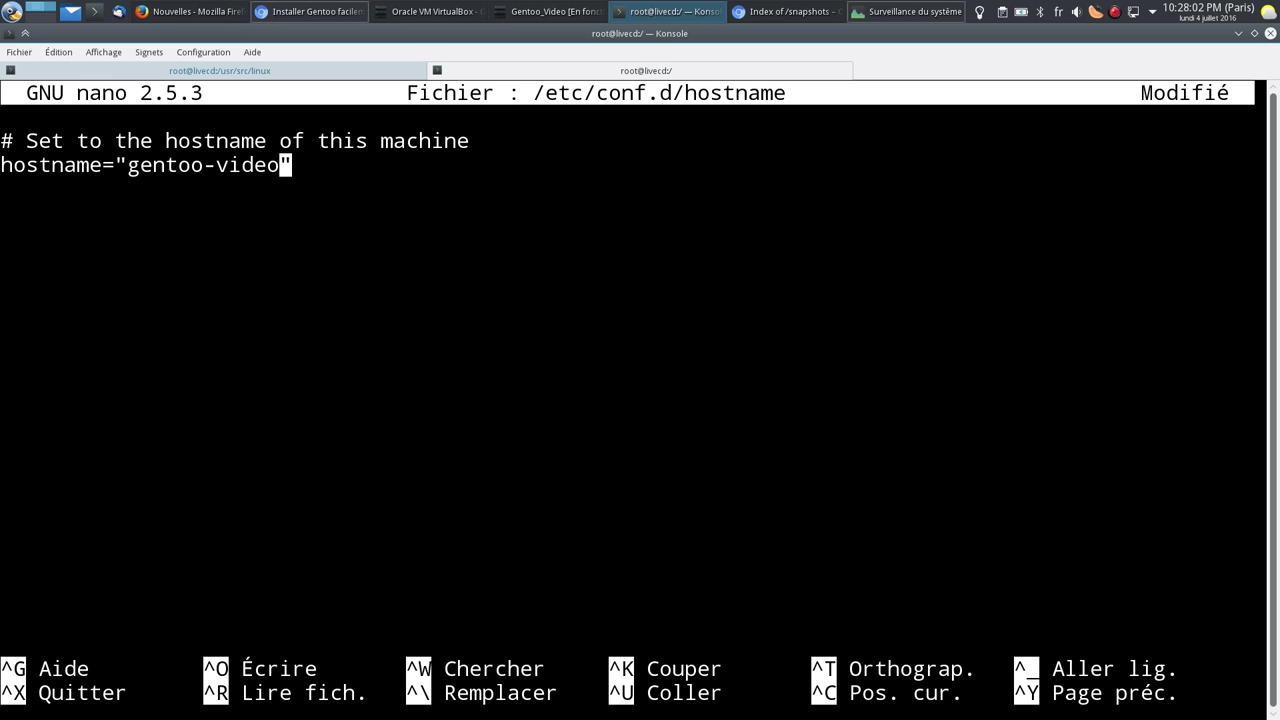 Nouvelles - Mozilla Firef
Installer Gentoo facilem
Oracle VM VirtualBox - G
Gentoo_Video [En fonct
root@livecd:/ — Konsole
Index of /snapshots –
Surveillance du système
fr
10:28:02 PM (Paris)
lundi 4 juillet 2016
root@livecd:/ — Konsole
Fichier Édition Affichage Signets Configuration Aide
root@livecd:/usr/src/linux
root@livecd:/
GNU nano 2.5.3 Fichier : /etc/conf.d/hostname Modifié
# Set to the hostname of this machine
hostname="gentoo-video"
^G Aide ^O Écrire ^W Chercher ^K Couper ^T Orthograp. ^_ Aller lig.
^X Quitter ^R Lire fich. ^\ Remplacer ^U Coller ^C Pos. cur. ^Y Page préc.